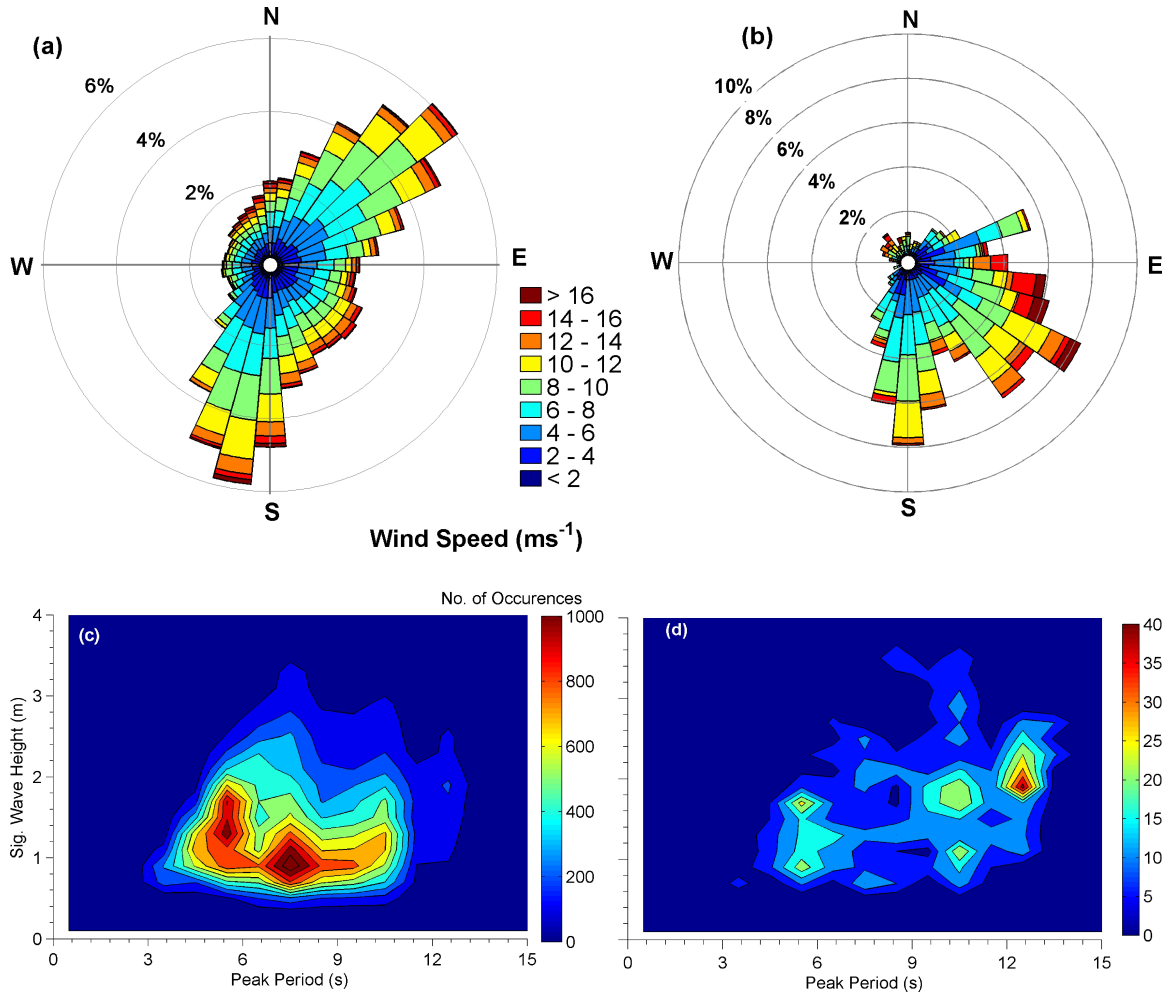 N
(a)
6%
4%
2%
W
E
S
N
(b)
10%
8%
6%
4%
2%
W
E
S
> 16
14 - 16
12 - 14
10 - 12
8 - 10
6 - 8
4 - 6
2 - 4
< 2
Wind Speed (ms-1)
No. of Occurences
(c)
Sig. Wave Height (m)
4
3
2
1
0
0 3 6 9 12 15
Peak Period (s)
1000
800
600
400
200
0
(d)
0 3 6 9 12 15
Peak Period (s)
40
35
30
25
20
15
10
5
0